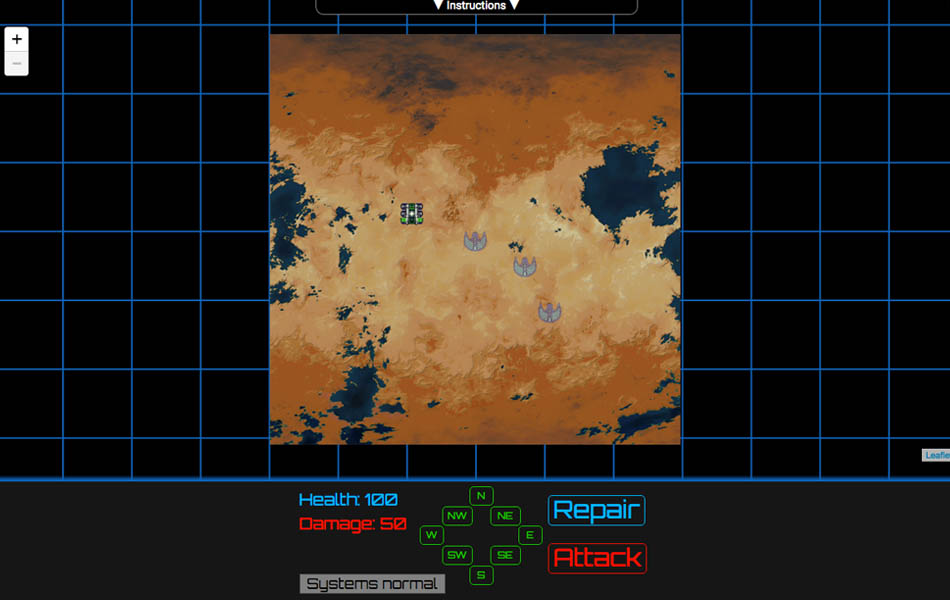 ▼ Instructions ▼
+
−
Leafle
Health: 100
Damage: 50
N
NW
NE
W
E
SW
SE
S
Repair
Attack
Systems normal